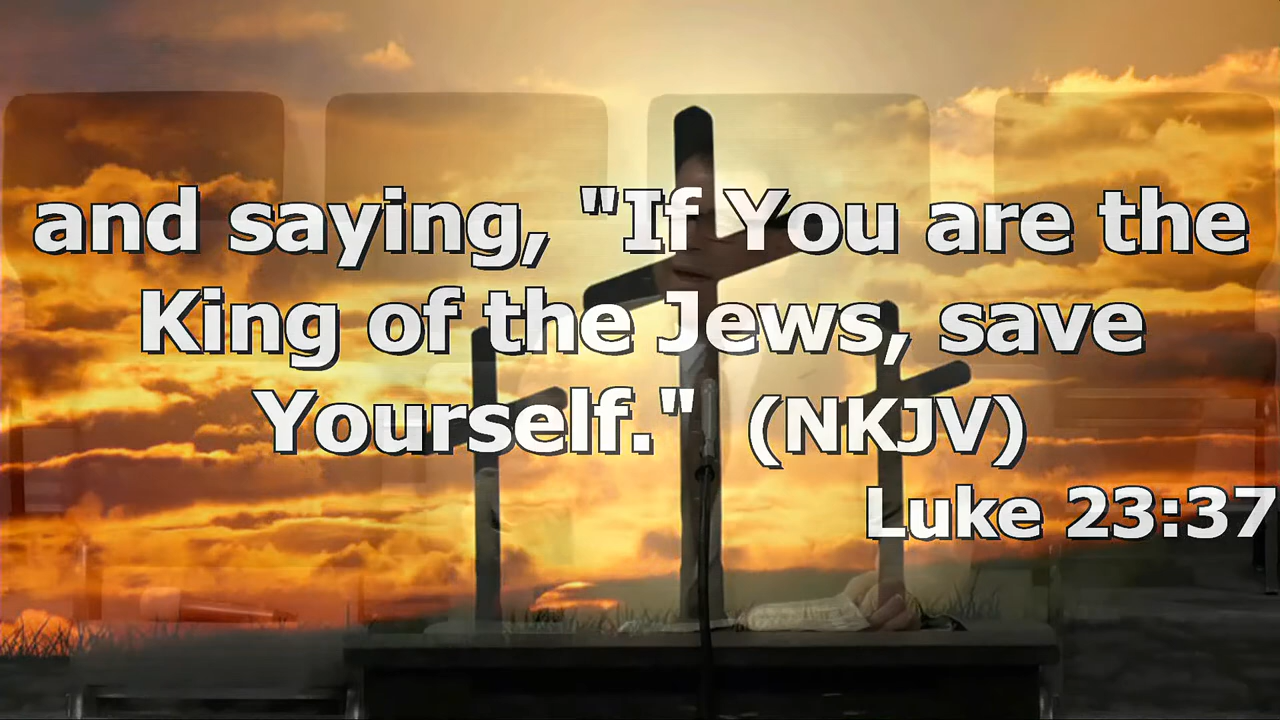 and saying, "If You are the
King of the Jews, save
Yourself." (NKJV)
Luke 23:37